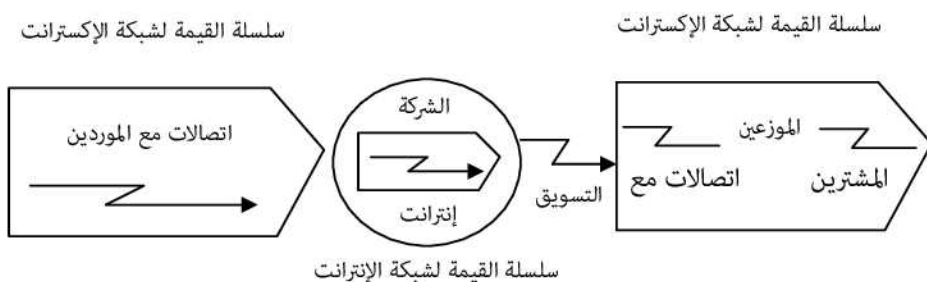 سلسلة القيمة لشبكة الإكسترانت
سلسلة القيمة لشبكة الإكسترانت
الموزعين
المشترين
اتصالات مع
التسويق
الشركة
إنترانت
اتصالات مع الموردين
سلسلة القيمة لشبكة الإنترانت